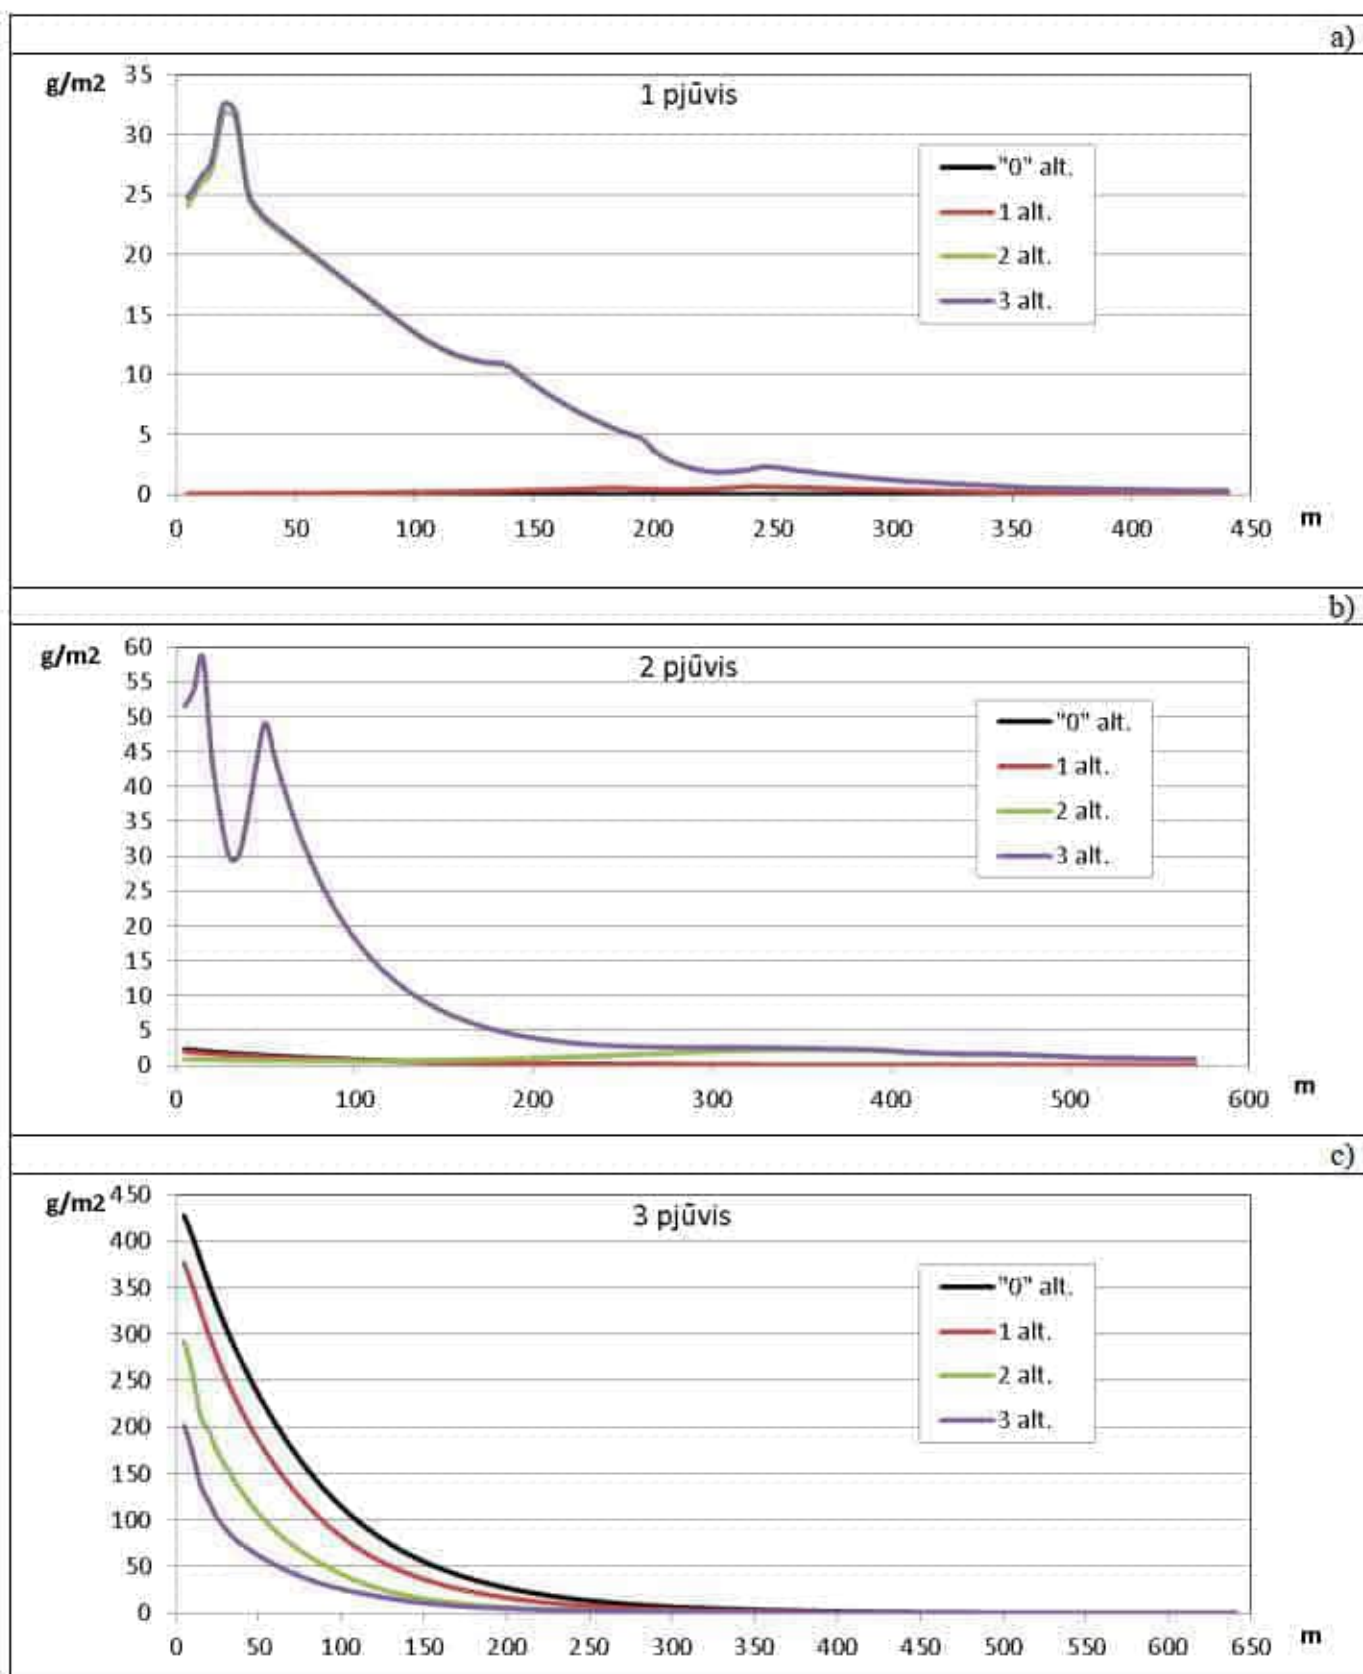 a)
g/m2
1 pjūvis
35
30
25
20
15
10
5
0
"0" alt.
1 alt.
2 alt.
3 alt.
0 50 100 150 200 250 300 350 400 450 m
b)
g/m2
2 pjūvis
60
55
50
45
40
35
30
25
20
15
10
5
0
"0" alt.
1 alt.
2 alt.
3 alt.
0 100 200 300 400 500 600 m
c)
g/m2
3 pjūvis
450
400
350
300
250
200
150
100
50
0
"0" alt.
1 alt.
2 alt.
3 alt.
0 50 100 150 200 250 300 350 400 450 500 550 600 650 m